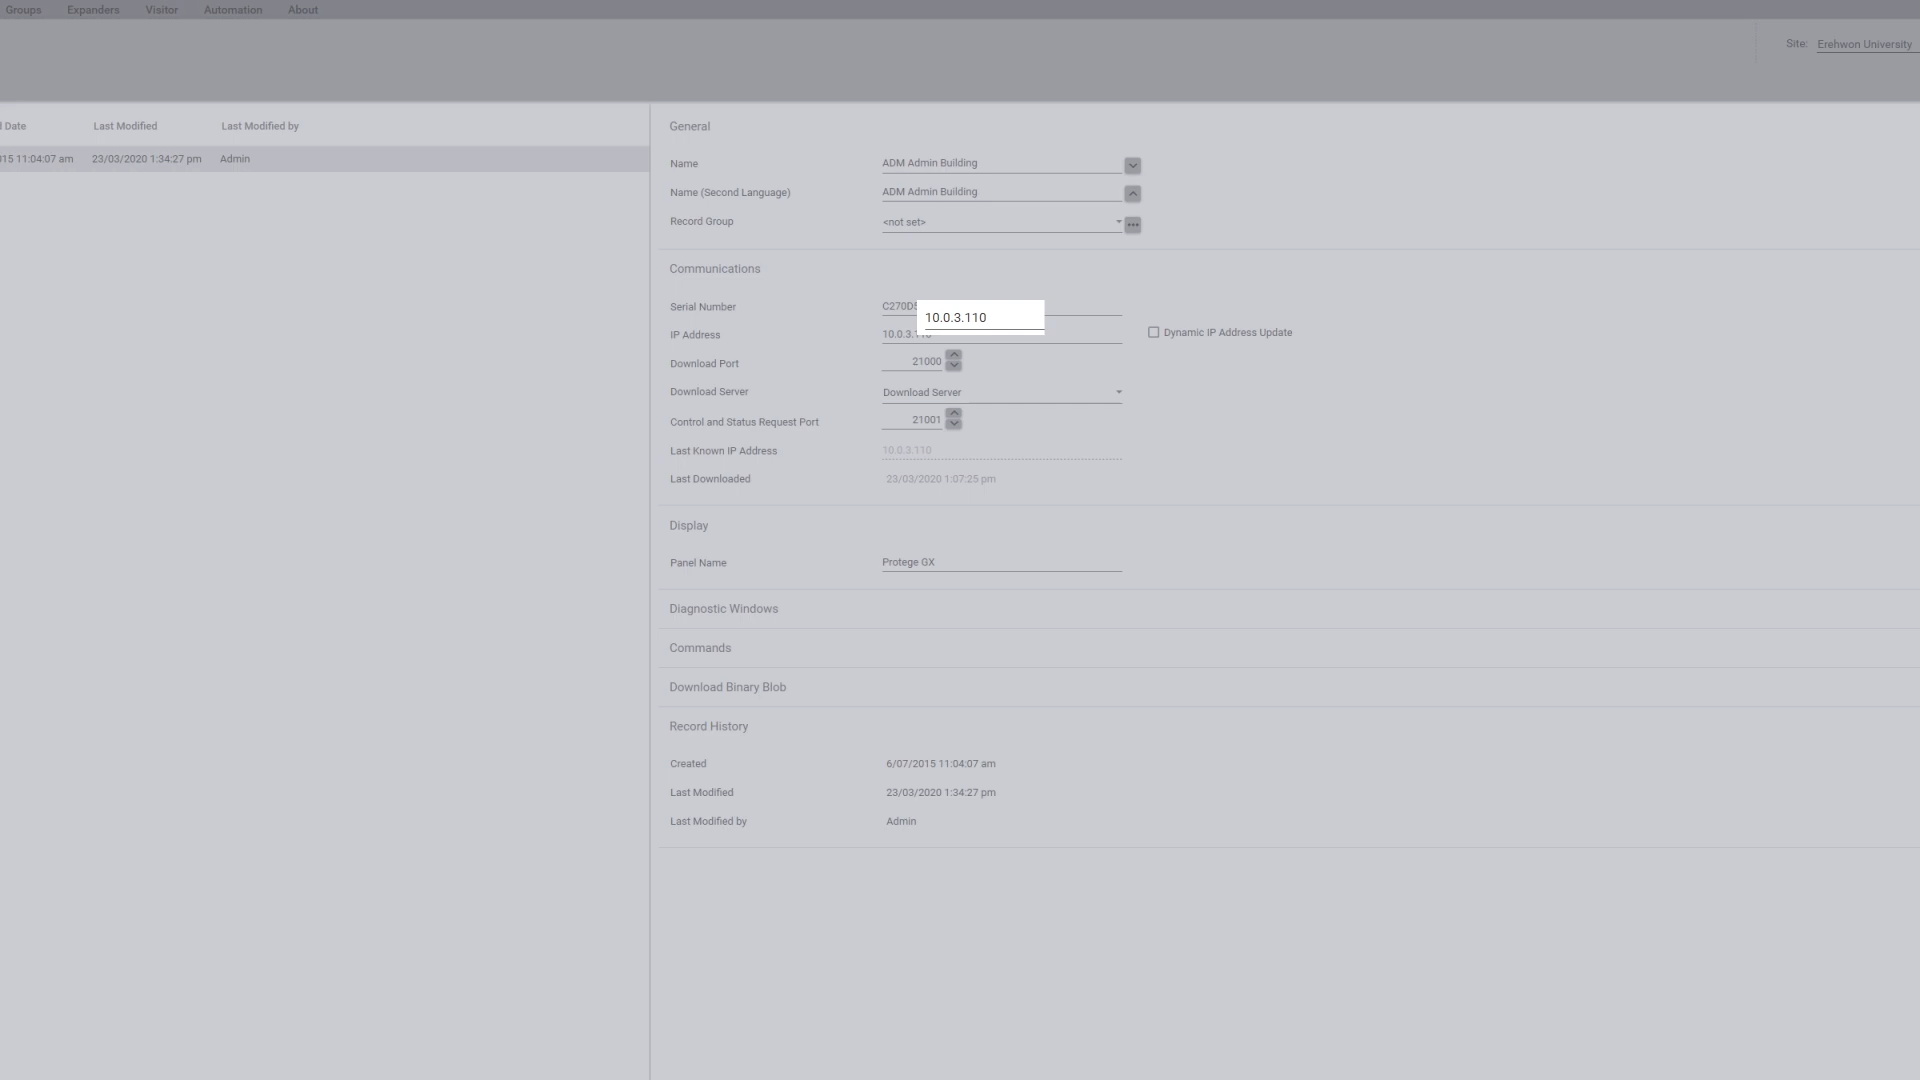 Groups Expanders Visitor Automation About
Site: Erehwon University
Date Last Modified Last Modified by
15 11:04:07 am 23/03/2020 1:34:27 pm Admin
General
Name ADM Admin Building
Name (Second Language) ADM Admin Building
Record Group <not set>
Communications
Serial Number C270D
10.0.3.110
IP Address 10.0.3.110
Dynamic IP Address Update
Download Port 21000
Download Server Download Server
Control and Status Request Port 21001
Last Known IP Address 10.0.3.110
Last Downloaded 23/03/2020 1:07:25 pm
Display
Panel Name Protege GX
Diagnostic Windows
Commands
Download Binary Blob
Record History
Created 6/07/2015 11:04:07 am
Last Modified 23/03/2020 1:34:27 pm
Last Modified by Admin